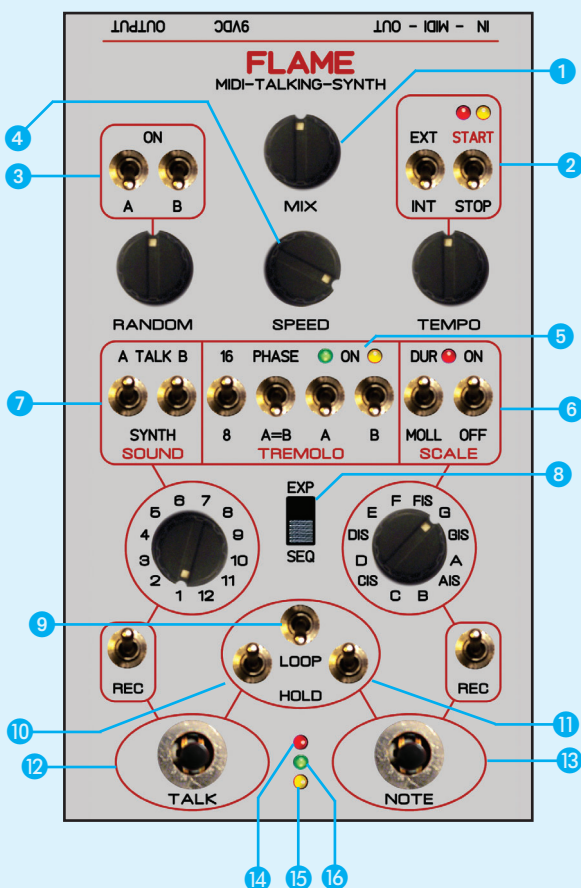 OUTPUT 9VDC IN - MIDI - OUT
FLAME
MIDI-TALKING-SYNTH
1
4
ON
EXT START
2
3
A B
MIX
INT STOP
RANDOM SPEED TEMPO
5
A TALK B 16 PHASE ON DUR ON
7
6
SYNTH 8 A=B A B MOLL OFF
SOUND TREMOLO SCALE
EXP
8
SEQ
1 2 3 4 5 6 7 8 9 10 11 12
C CIS D DIS E F FIS G GIS A AIS B
9
LOOP
REC HOLD REC
10
11
12
13
TALK NOTE
14 15 16